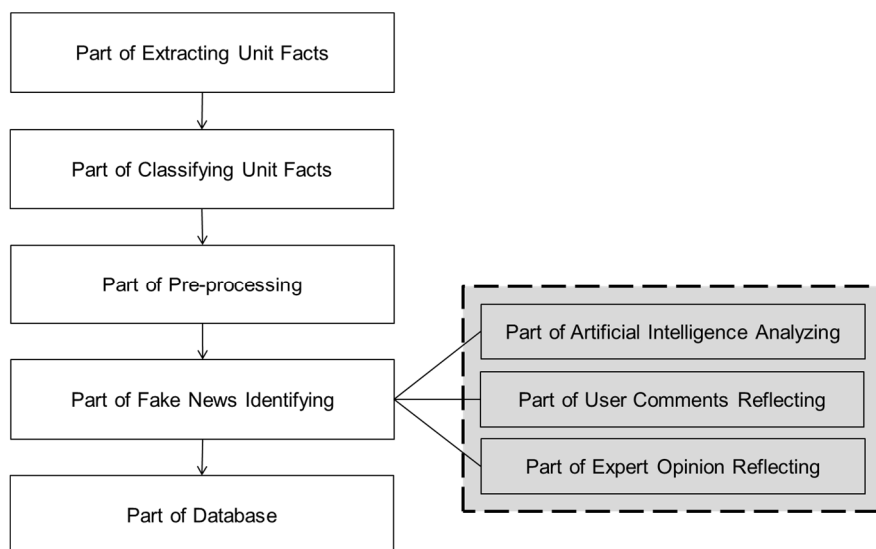 Part of Extracting Unit Facts
Part of Classifying Unit Facts
Part of Pre-processing
Part of Fake News Identifying
Part of Database
Part of Artificial Intelligence Analyzing
Part of User Comments Reflecting
Part of Expert Opinion Reflecting